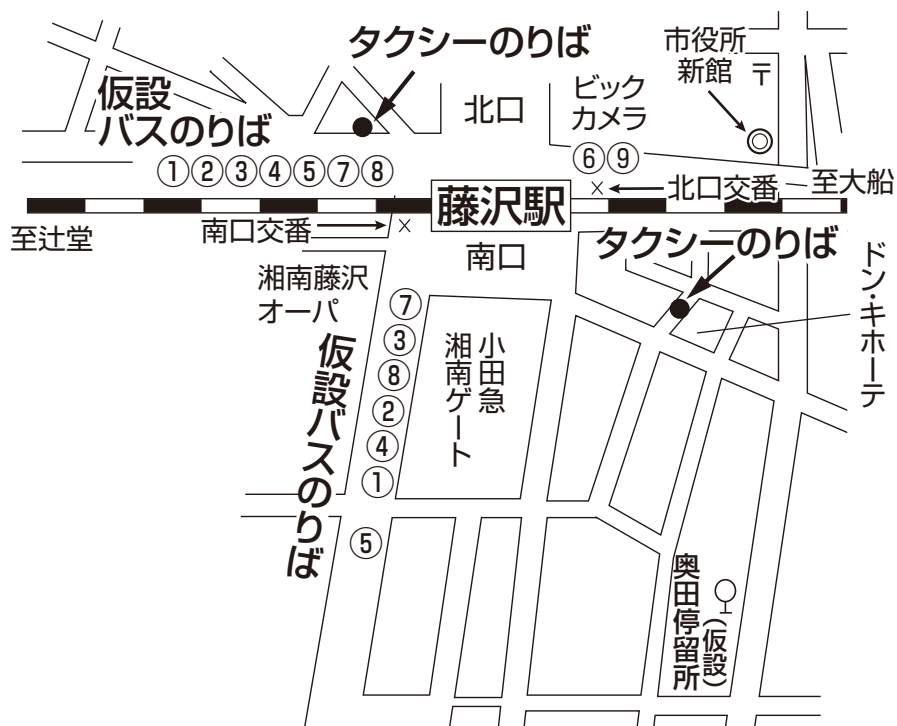 タクシーのりば
市役所
新館
〒
仮設
バスのりば
北口
ビック
カメラ
①②③④⑤⑦⑧
⑥⑨
北口交番
至大船
藤沢駅
至辻堂
南口交番
南口
タクシーのりば
湘南藤沢
オーパ
ドン・キホーテ
仮設バスのりば
⑦
③
⑧
②
④
①
⑤
小田急
湘南ゲート
奥田停留所
(仮設)